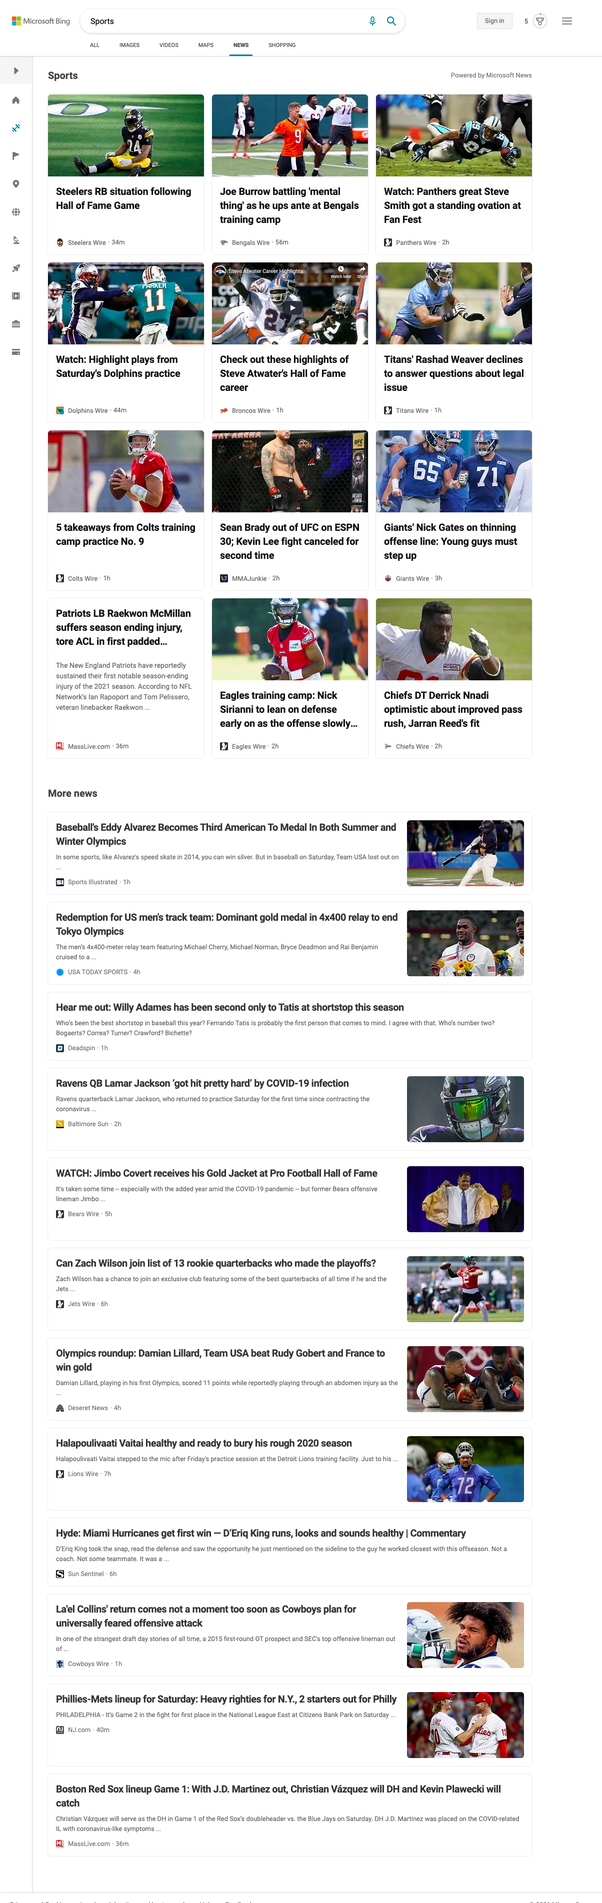 Microsoft Bing
Sports
Sign in
5
ALL
IMAGES
VIDEOS
MAPS
NEWS
SHOPPING
Sports
Powered by Microsoft News
Steelers RB situation following
Hall of Fame Game
Steelers Wire · 34m
Joe Burrow battling 'mental
thing' as he ups ante at Bengals
training camp
Bengals Wire · 56m
Watch: Panthers great Steve
Smith got a standing ovation at
Fan Fest
Panthers Wire · 2h
Watch: Highlight plays from
Saturday's Dolphins practice
Dolphins Wire · 44m
Steve Atwater Career Highlights
Check out these highlights of
Steve Atwater's Hall of Fame
career
Broncos Wire · 1h
Titans' Rashad Weaver declines
to answer questions about legal
issue
Titans Wire · 1h
5 takeaways from Colts training
camp practice No. 9
Colts Wire · 1h
Sean Brady out of UFC on ESPN
30; Kevin Lee fight canceled for
second time
MMAJunkie · 2h
Giants' Nick Gates on thinning
offense line: Young guys must
step up
Giants Wire · 3h
Patriots LB Raekwon McMillan
suffers season ending injury,
tore ACL in first padded...
The New England Patriots have reportedly
sustained their first notable season-ending
injury of the 2021 season. According to NFL
Network's Ian Rapoport and Tom Pelissero,
veteran linebacker Raekwon ...
MassLive.com · 36m
Eagles training camp: Nick
Sirianni to lean on defense
early on as the offense slowly...
Eagles Wire · 2h
Chiefs DT Derrick Nnadi
optimistic about improved pass
rush, Jarran Reed's fit
Chiefs Wire · 2h
More news
Baseball's Eddy Alvarez Becomes Third American To Medal In Both Summer and
Winter Olympics
In some sports, like Alvarez's speed skate in 2014, you can win silver. But in baseball on Saturday, Team USA lost out on
...
Sports Illustrated · 1h
Redemption for US men's track team: Dominant gold medal in 4x400 relay to end
Tokyo Olympics
The men's 4x400-meter relay team featuring Michael Cherry, Michael Norman, Bryce Deadmon and Rai Benjamin
cruised to a ...
USA TODAY SPORTS · 4h
Hear me out: Willy Adames has been second only to Tatis at shortstop this season
Who's been the best shortstop in baseball this year? Fernando Tatis is probably the first person that comes to mind. I agree with that. Who's number two?
Bogaerts? Correa? Turner? Crawford? Bichette?
Deadspin · 1h
Ravens QB Lamar Jackson 'got hit pretty hard' by COVID-19 infection
Ravens quarterback Lamar Jackson, who returned to practice Saturday for the first time since contracting the
coronavirus ...
Baltimore Sun · 2h
WATCH: Jimbo Covert receives his Gold Jacket at Pro Football Hall of Fame
It's taken some time -- especially with the added year amid the COVID-19 pandemic -- but former Bears offensive
lineman Jimbo ...
Bears Wire · 5h
Can Zach Wilson join list of 13 rookie quarterbacks who made the playoffs?
Zach Wilson has a chance to join an exclusive club featuring some of the best quarterbacks of all time if he and the
Jets ...
Jets Wire · 6h
Olympics roundup: Damian Lillard, Team USA beat Rudy Gobert and France to
win gold
Damian Lillard, playing in his first Olympics, scored 11 points while reportedly playing through an abdomen injury as the
...
Deseret News · 4h
Halapoulivaati Vaitai healthy and ready to bury his rough 2020 season
Halapoulivaati Vaitai stepped to the mic after Friday's practice session at the Detroit Lions training facility. Just to his ...
Lions Wire · 7h
Hyde: Miami Hurricanes get first win — D'Eriq King runs, looks and sounds healthy | Commentary
D'Eriq King took the snap, read the defense and saw the opportunity he just mentioned on the sideline to the guy he worked closest with this offseason. Not a
coach. Not some teammate. It was a ...
Sun Sentinel · 6h
La'el Collins' return comes not a moment too soon as Cowboys plan for
universally feared offensive attack
In one of the strangest draft day stories of all time, a 2015 first-round OT prospect and SEC's top offensive lineman out
of ...
Cowboys Wire · 1h
Phillies-Mets lineup for Saturday: Heavy righties for N.Y., 2 starters out for Philly
PHILADELPHIA - It's Game 2 in the fight for first place in the National League East at Citizens Bank Park on Saturday ...
NJ.com · 40m
Boston Red Sox lineup Game 1: With J.D. Martinez out, Christian Vázquez will DH and Kevin Plawecki will
catch
Christian Vázquez will serve as the DH in Game 1 of the Red Sox's doubleheader vs. the Blue Jays on Saturday. DH J.D. Martinez was placed on the COVID-related
IL with coronavirus-like symptoms ...
MassLive.com · 36m